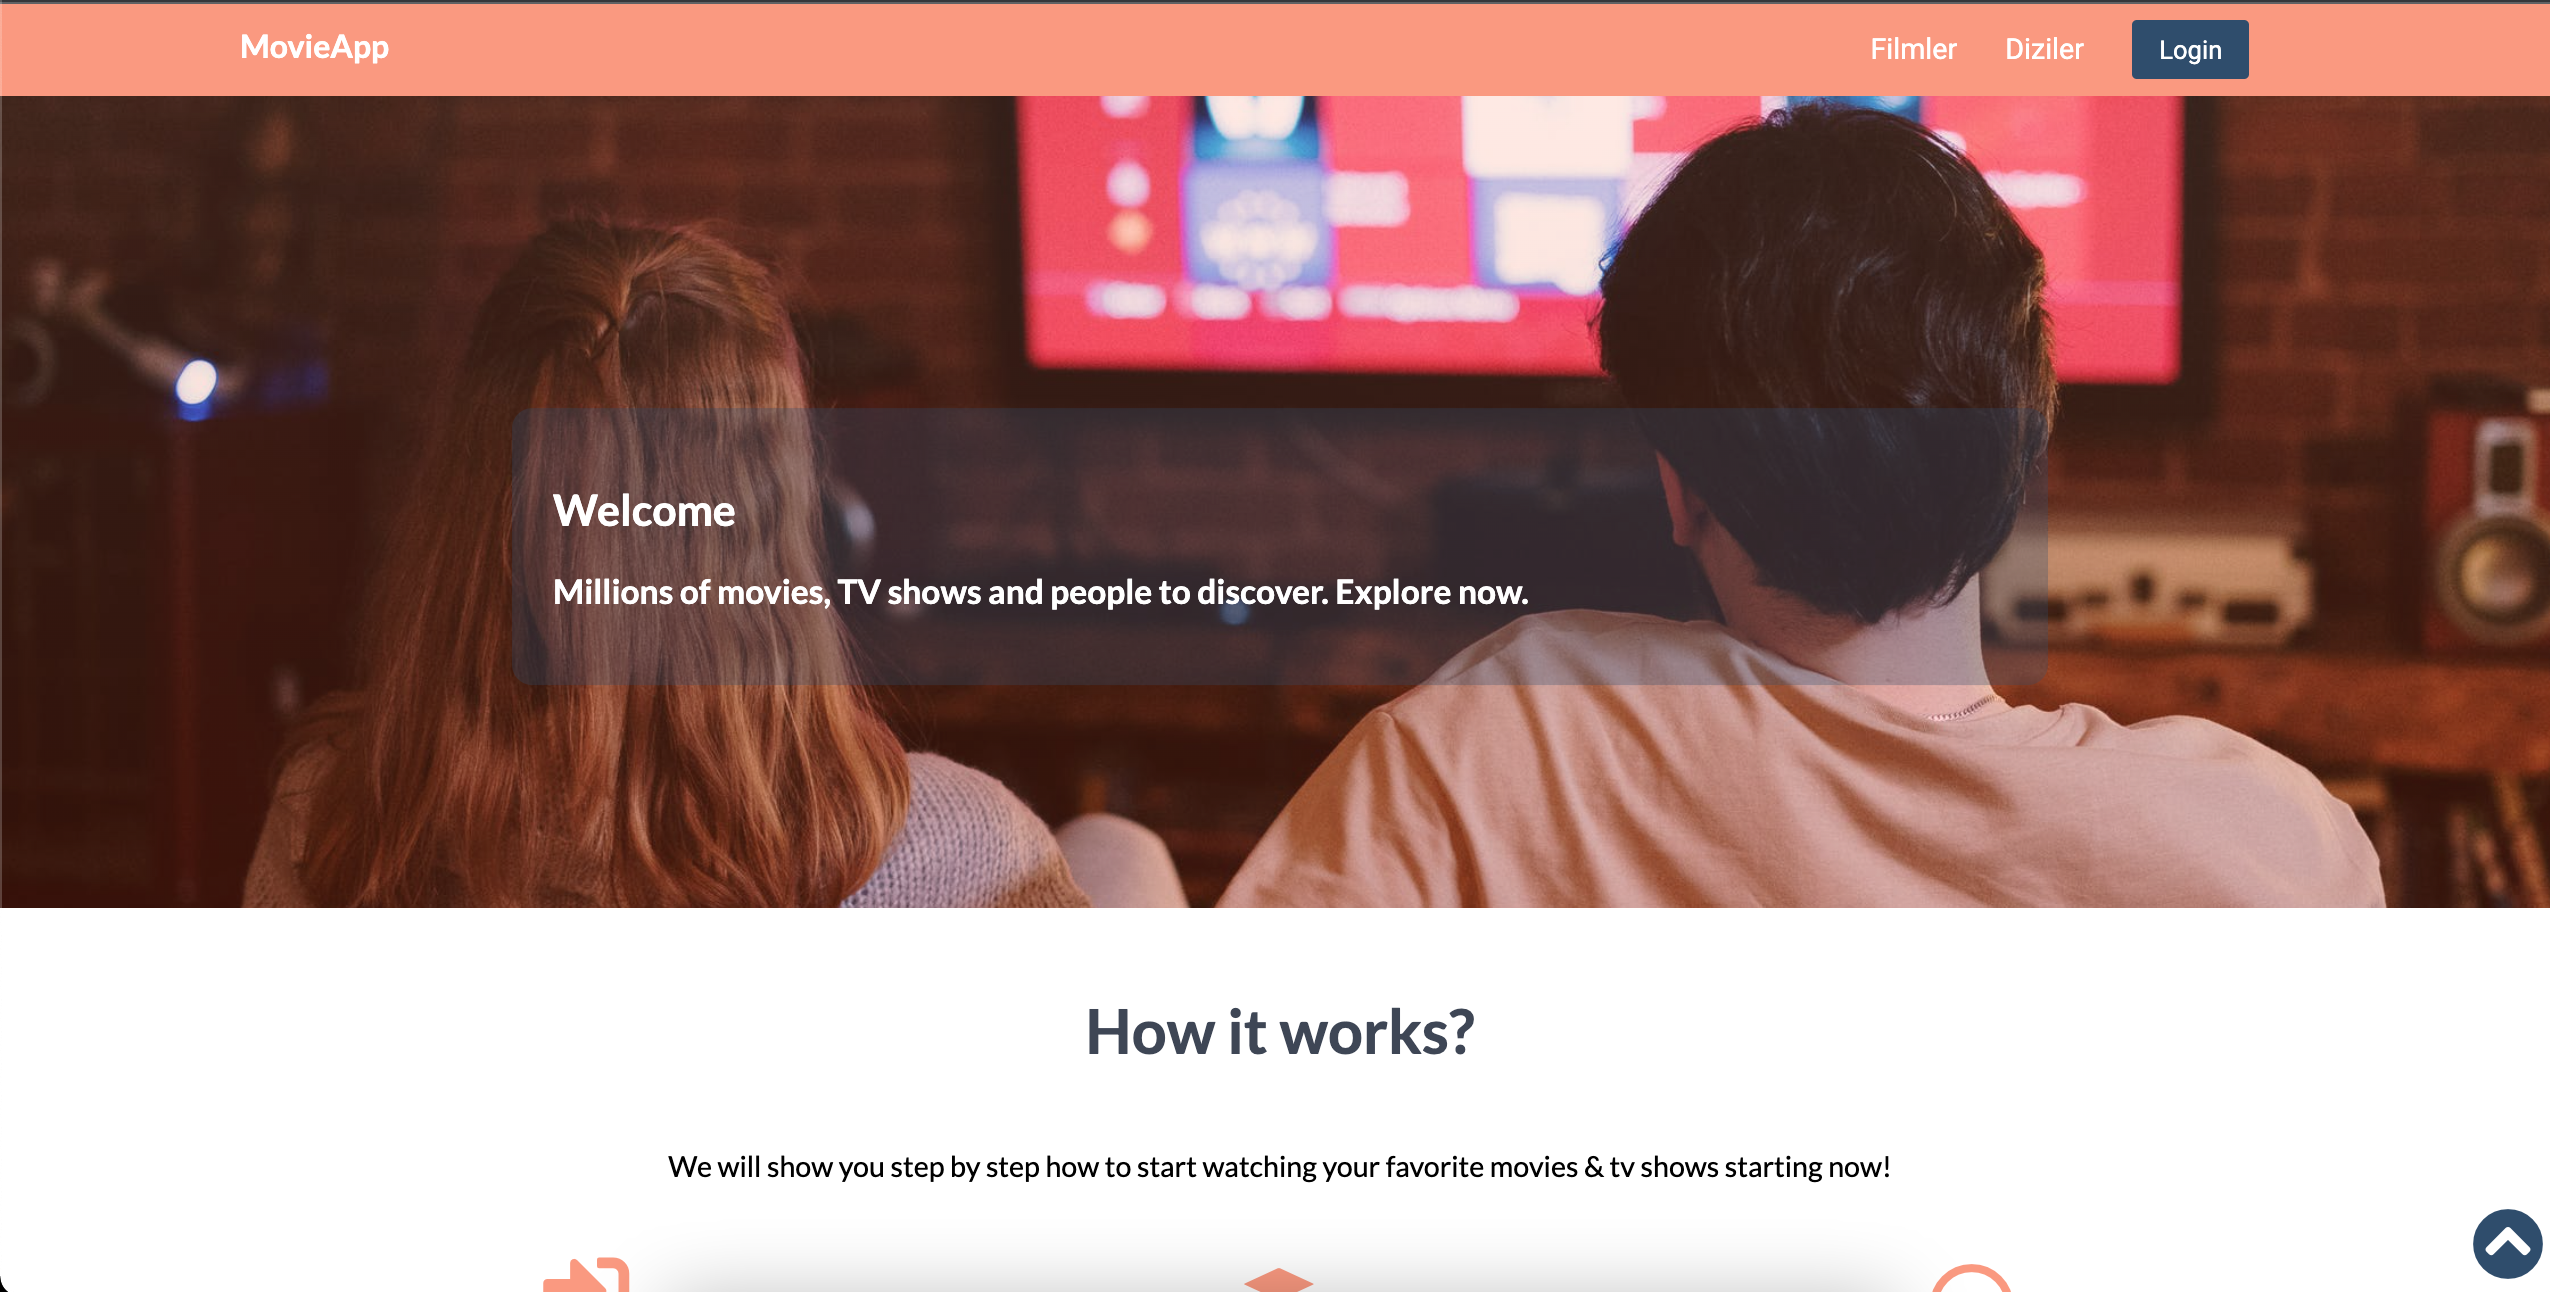 MovieApp
Filmler
Diziler
Login
Welcome
Millions of movies, TV shows and people to discover. Explore now.
How it works?
We will show you step by step how to start watching your favorite movies & tv shows starting now!